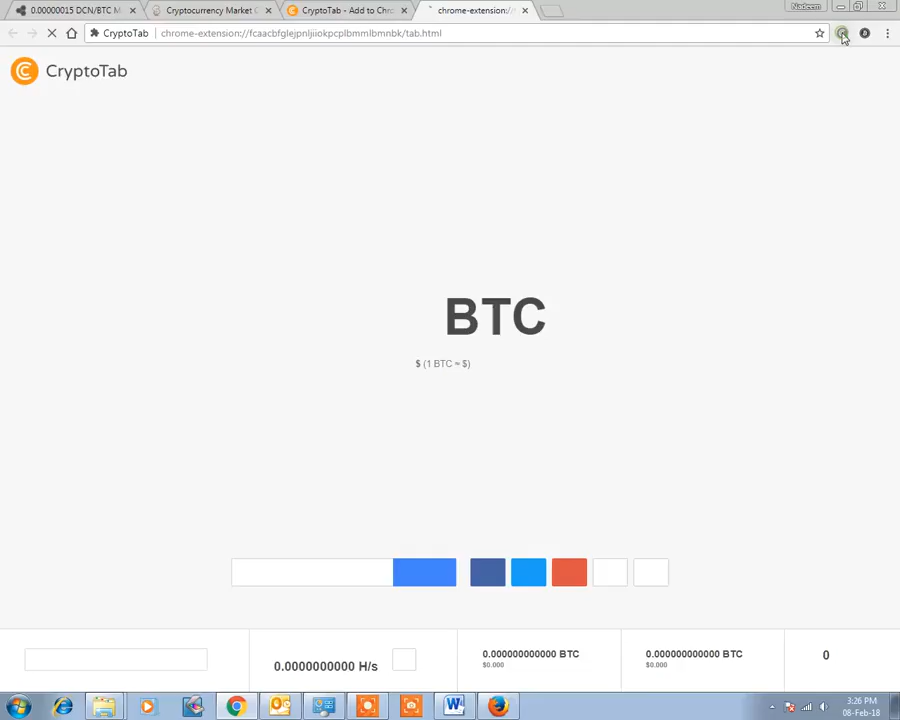 0.00000015 DCN/BTC M
Cryptocurrency Market C
CryptoTab - Add to Chro
chrome-extension://
Nadeem
CryptoTab
chrome-extension://fcaacbfglejpnljiiiokpcplbmmlbmnbk/tab.html
CryptoTab
BTC
$ (1 BTC ≈ $)
0.0000000000 H/s
0.000000000000 BTC
$0.000
0.000000000000 BTC
$0.000
0
3:26 PM
08-Feb-18